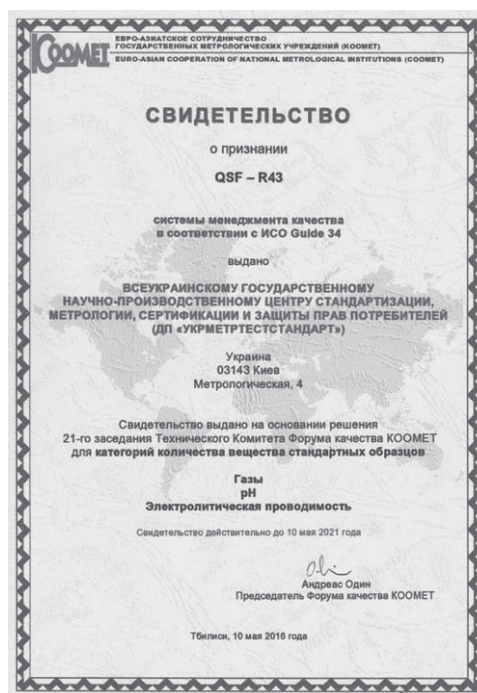 КООМЕТ
ЕВРО-АЗИАТСКОЕ СОТРУДНИЧЕСТВО
ГОСУДАРСТВЕННЫХ МЕТРОЛОГИЧЕСКИХ УЧРЕЖДЕНИЙ (КООМЕТ)
EURO-ASIAN COOPERATION OF NATIONAL METROLOGICAL INSTITUTIONS (COOMET)
СВИДЕТЕЛЬСТВО
о признании
QSF – R43
системы менеджмента качества
в соответствии с ИСО Guide 34
выдано
ВСЕУКРАИНСКОМУ ГОСУДАРСТВЕННОМУ
НАУЧНО-ПРОИЗВОДСТВЕННОМУ ЦЕНТРУ СТАНДАРТИЗАЦИИ,
МЕТРОЛОГИИ, СЕРТИФИКАЦИИ И ЗАЩИТЫ ПРАВ ПОТРЕБИТЕЛЕЙ
(ДП «УКРМЕТРТЕСТСТАНДАРТ»)
Украина
03143 Киев
Метрологическая, 4
Свидетельство выдано на основании решения
21-го заседания Технического Комитета Форума качества КООМЕТ
для категорий количества вещества стандартных образцов
Газы
pH
Электролитическая проводимость
Свидетельство действительно до 10 мая 2021 года
Андреас Один
Председатель Форума качества КООМЕТ
Тбилиси, 10 мая 2016 года